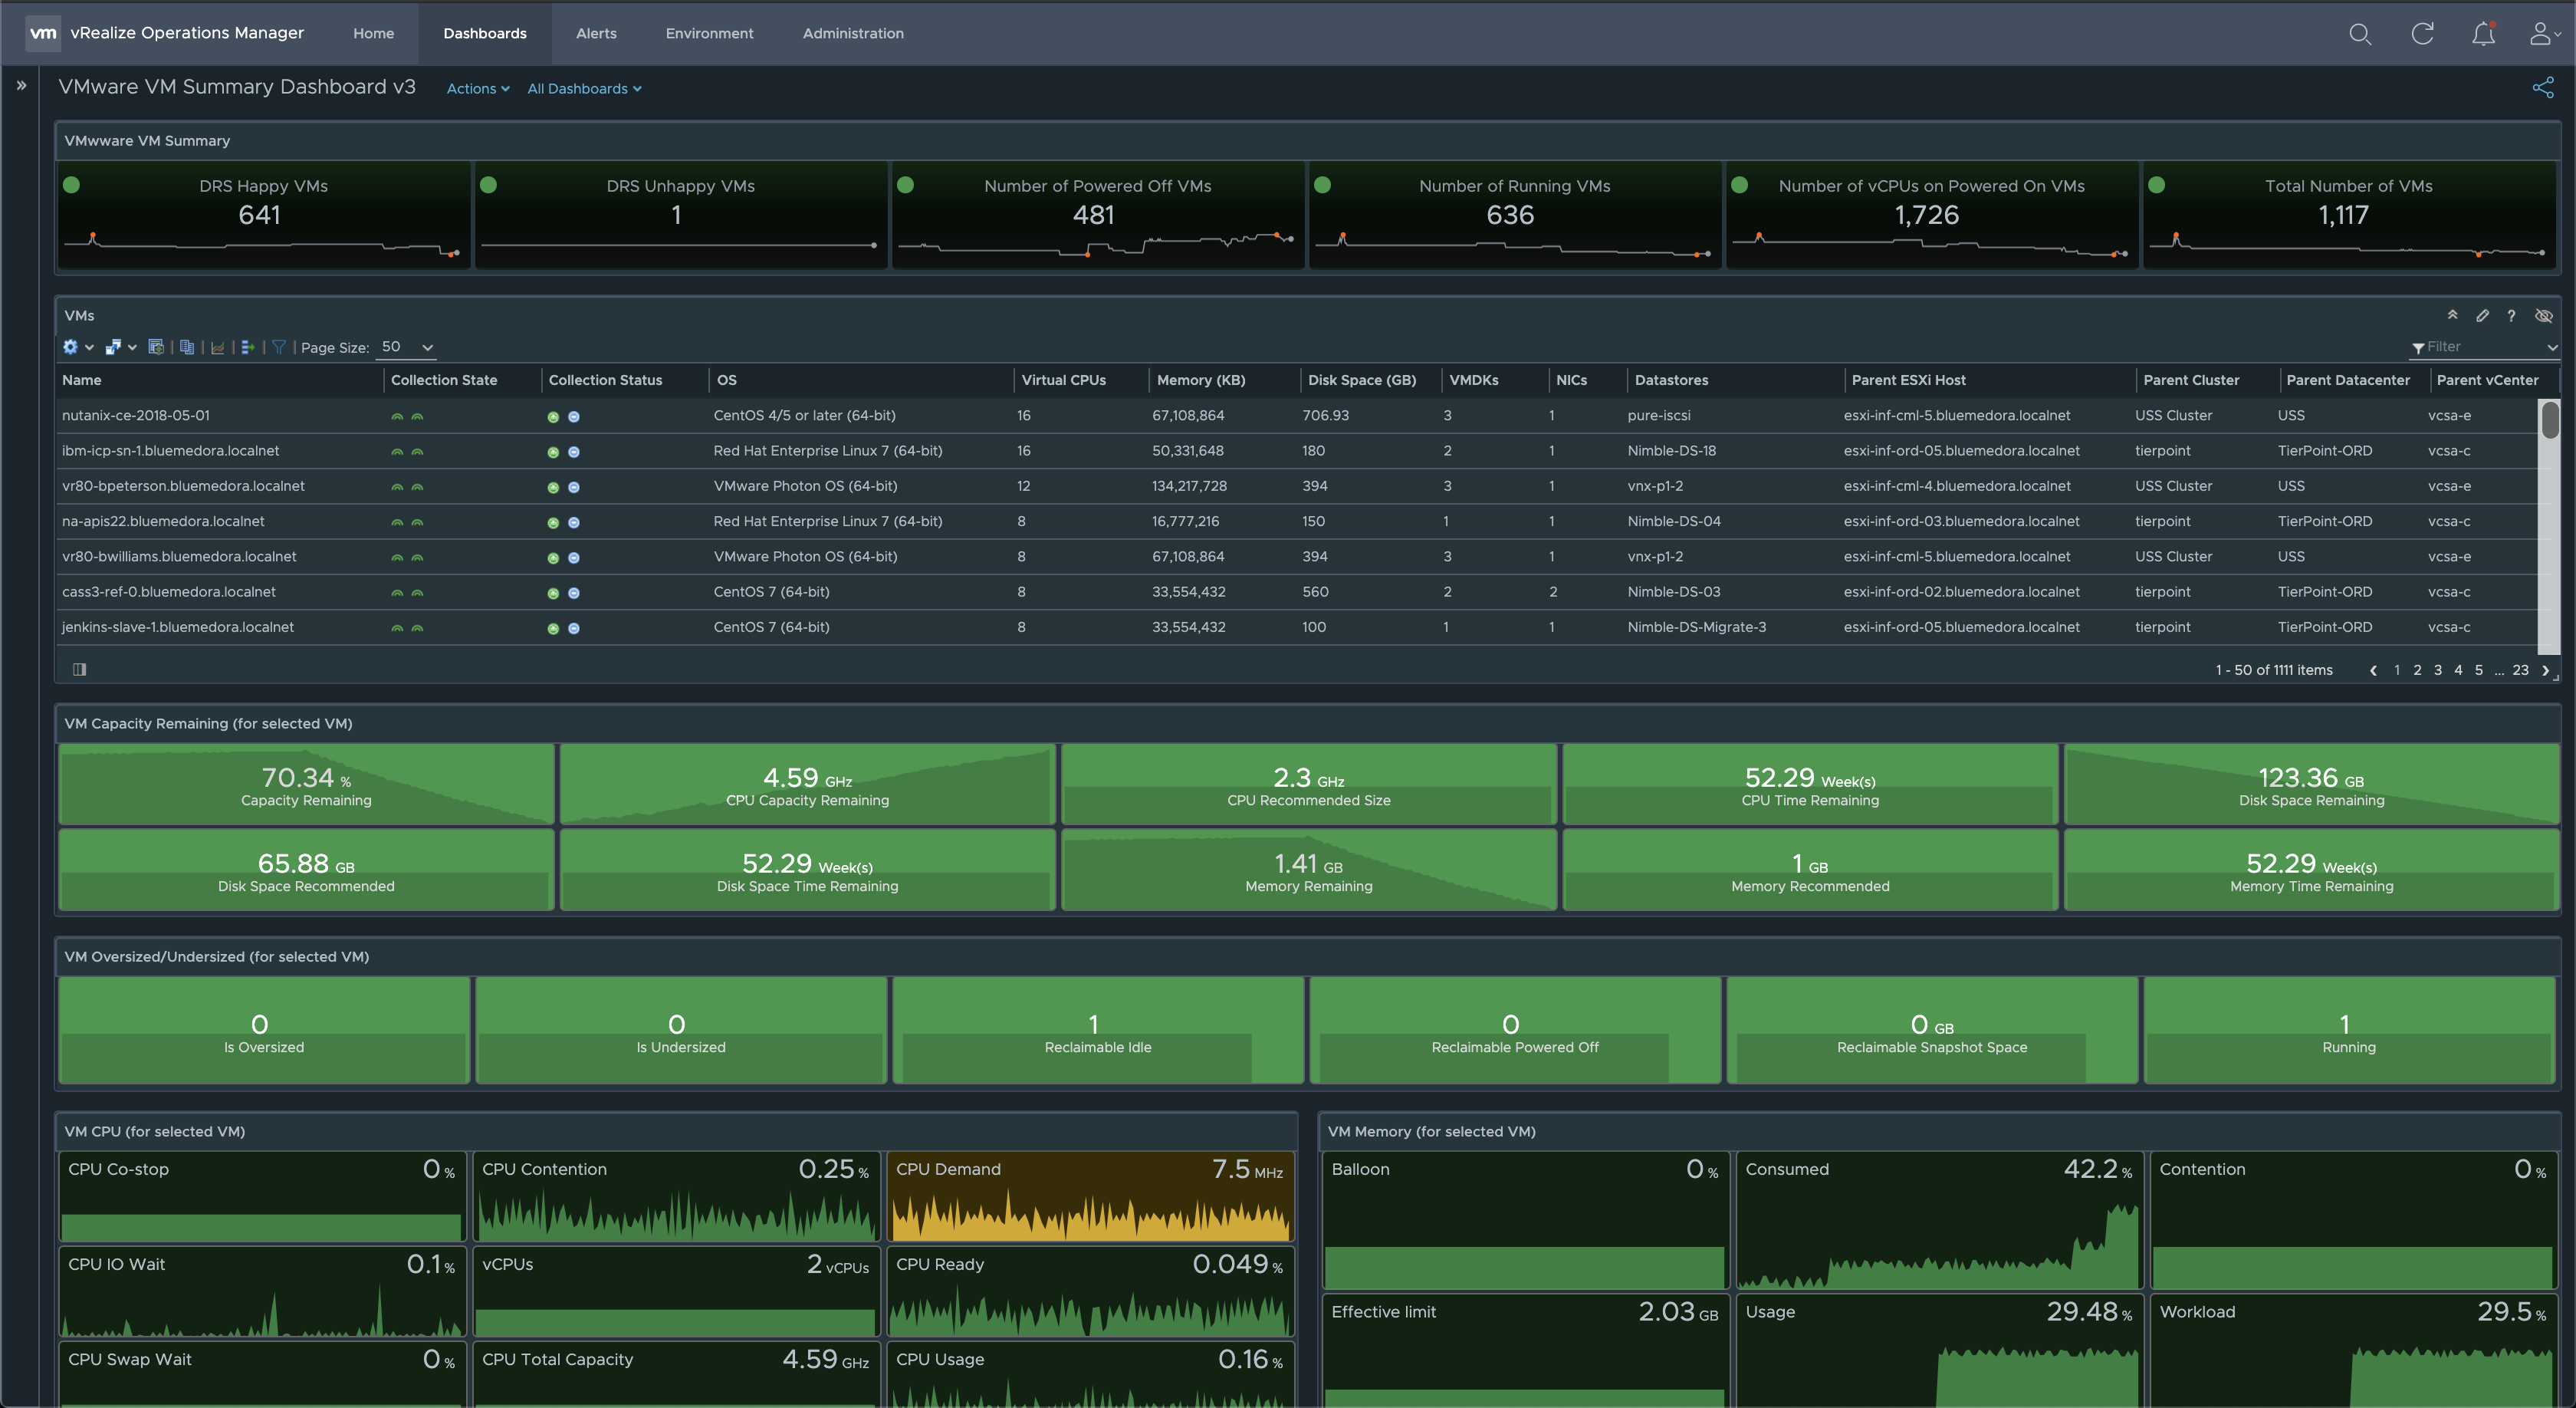 vm vRealize Operations Manager Home Dashboards Alerts Environment Administration
VMware VM Summary Dashboard v3 Actions All Dashboards
VMwware VM Summary
DRS Happy VMs DRS Unhappy VMs Number of Powered Off VMs Number of Running VMs Number of vCPUs on Powered On VMs Total Number of VMs
641 1 481 636 1,726 1,117
VMs
Page Size: 50 Filter
Name Collection State Collection Status OS Virtual CPUs Memory (KB) Disk Space (GB) VMDKs NICs Datastores Parent ESXi Host Parent Cluster Parent Datacenter Parent vCenter
nutanix-ce-2018-05-01 CentOS 4/5 or later (64-bit) 16 67,108,864 706.93 3 1 pure-iscsi esxi-inf-cml-5.bluemedora.localnet USS Cluster USS vcsa-e
ibm-icp-sn-1.bluemedora.localnet Red Hat Enterprise Linux 7 (64-bit) 16 50,331,648 180 2 1 Nimble-DS-18 esxi-inf-ord-05.bluemedora.localnet tierpoint TierPoint-ORD vcsa-c
vr80-bpeterson.bluemedora.localnet VMware Photon OS (64-bit) 12 134,217,728 394 3 1 vnx-p1-2 esxi-inf-cml-4.bluemedora.localnet USS Cluster USS vcsa-e
na-apis22.bluemedora.localnet Red Hat Enterprise Linux 7 (64-bit) 8 16,777,216 150 1 1 Nimble-DS-04 esxi-inf-ord-03.bluemedora.localnet tierpoint TierPoint-ORD vcsa-c
vr80-bwilliams.bluemedora.localnet VMware Photon OS (64-bit) 8 67,108,864 394 3 1 vnx-p1-2 esxi-inf-cml-5.bluemedora.localnet USS Cluster USS vcsa-e
cass3-ref-0.bluemedora.localnet CentOS 7 (64-bit) 8 33,554,432 560 2 2 Nimble-DS-03 esxi-inf-ord-02.bluemedora.localnet tierpoint TierPoint-ORD vcsa-c
jenkins-slave-1.bluemedora.localnet CentOS 7 (64-bit) 8 33,554,432 100 1 1 Nimble-DS-Migrate-3 esxi-inf-ord-05.bluemedora.localnet tierpoint TierPoint-ORD vcsa-c
1 - 50 of 1111 items 1 2 3 4 5 ... 23
VM Capacity Remaining (for selected VM)
70.34 % 4.59 GHz 2.3 GHz 52.29 Week(s) 123.36 GB
Capacity Remaining CPU Capacity Remaining CPU Recommended Size CPU Time Remaining Disk Space Remaining
65.88 GB 52.29 Week(s) 1.41 GB 1 GB 52.29 Week(s)
Disk Space Recommended Disk Space Time Remaining Memory Remaining Memory Recommended Memory Time Remaining
VM Oversized/Undersized (for selected VM)
0 0 1 0 0 GB 1
Is Oversized Is Undersized Reclaimable Idle Reclaimable Powered Off Reclaimable Snapshot Space Running
VM CPU (for selected VM)
CPU Co-stop 0 % CPU Contention 0.25 % CPU Demand 7.5 MHz
CPU IO Wait 0.1 % vCPUs 2 vCPUs CPU Ready 0.049 %
CPU Swap Wait 0 % CPU Total Capacity 4.59 GHz CPU Usage 0.16 %
VM Memory (for selected VM)
Balloon 0 % Consumed 42.2 % Contention 0 %
Effective limit 2.03 GB Usage 29.48 % Workload 29.5 %